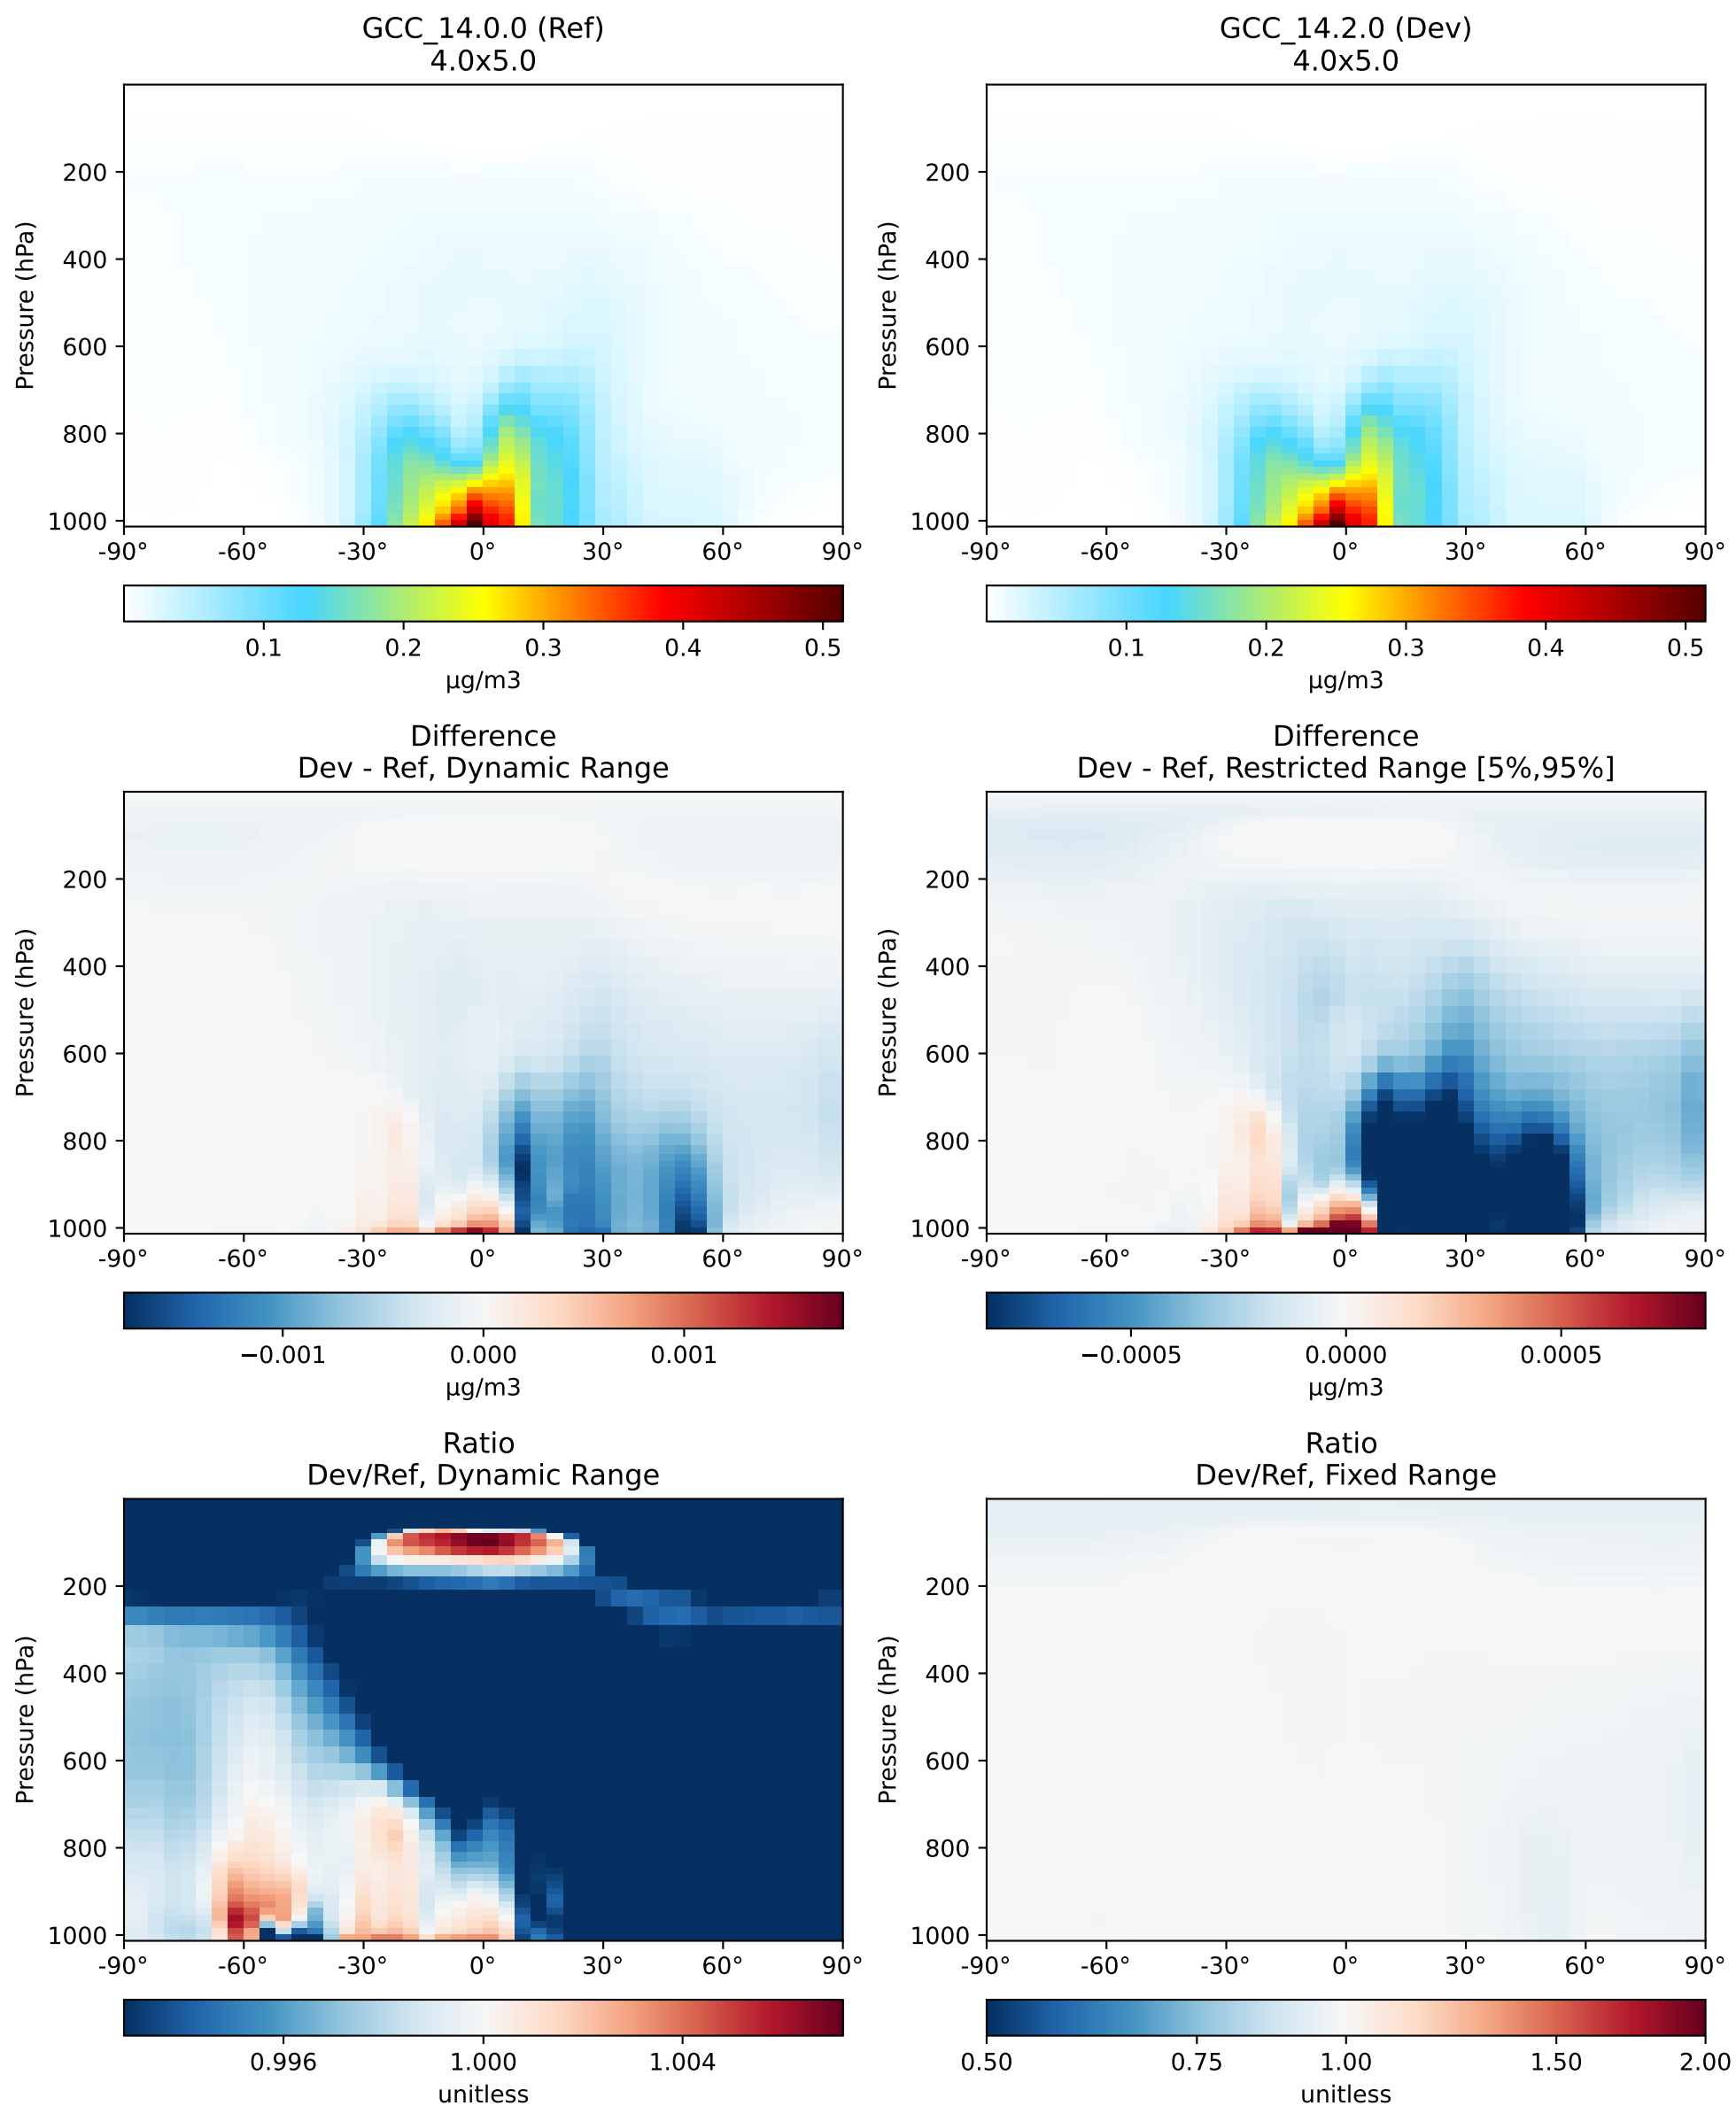 GCC_14.0.0 (Ref)
4.0x5.0
Pressure (hPa)
200
400
600
800
1000
-90° -60° -30° 0° 30° 60° 90°
0.1 0.2 0.3 0.4 0.5
µg/m3
GCC_14.2.0 (Dev)
4.0x5.0
Pressure (hPa)
200
400
600
800
1000
-90° -60° -30° 0° 30° 60° 90°
0.1 0.2 0.3 0.4 0.5
µg/m3
Difference
Dev - Ref, Dynamic Range
Pressure (hPa)
200
400
600
800
1000
-90° -60° -30° 0° 30° 60° 90°
−0.001 0.000 0.001
µg/m3
Difference
Dev - Ref, Restricted Range [5%,95%]
Pressure (hPa)
200
400
600
800
1000
-90° -60° -30° 0° 30° 60° 90°
−0.0005 0.0000 0.0005
µg/m3
Ratio
Dev/Ref, Dynamic Range
Pressure (hPa)
200
400
600
800
1000
-90° -60° -30° 0° 30° 60° 90°
0.996 1.000 1.004
unitless
Ratio
Dev/Ref, Fixed Range
Pressure (hPa)
200
400
600
800
1000
-90° -60° -30° 0° 30° 60° 90°
0.50 0.75 1.00 1.50 2.00
unitless